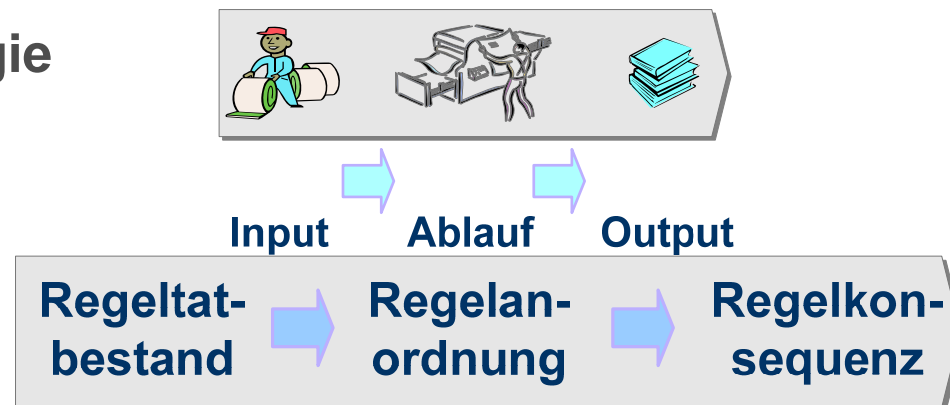 gie
Input Ablauf Output
Regeltat- Regelan- Regelkon-
bestand ordnung sequenz